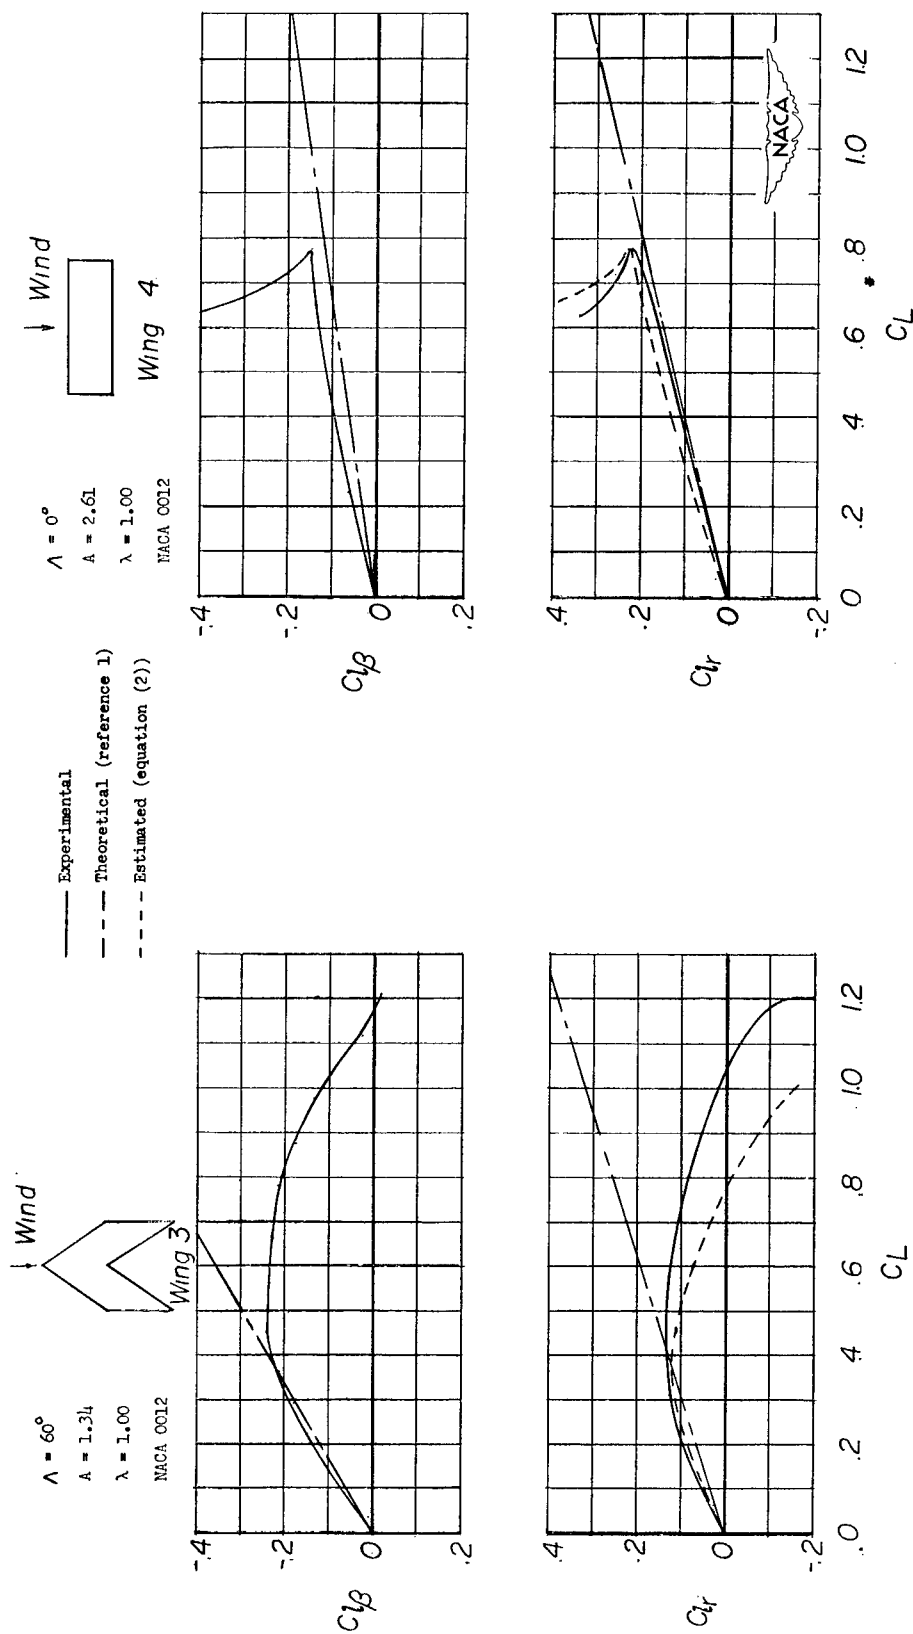 Λ = 60°
A = 1.34
λ = 1.00
NACA 0012
Wind
Wing 3
Experimental
Theoretical (reference 1)
Estimated (equation (2))
Λ = 0°
A = 2.61
λ = 1.00
NACA 0012
Wind
Wing 4
-.4
-.2
0
.2
Clβ
-.4
-.2
0
.2
Clβ
.4
.2
0
-.2
Clr
.0
.2
.4
.6
.8
1.0
1.2
CL
.4
.2
0
-.2
Clr
0
.2
.4
.6
.8
1.0
1.2
CL
NACA